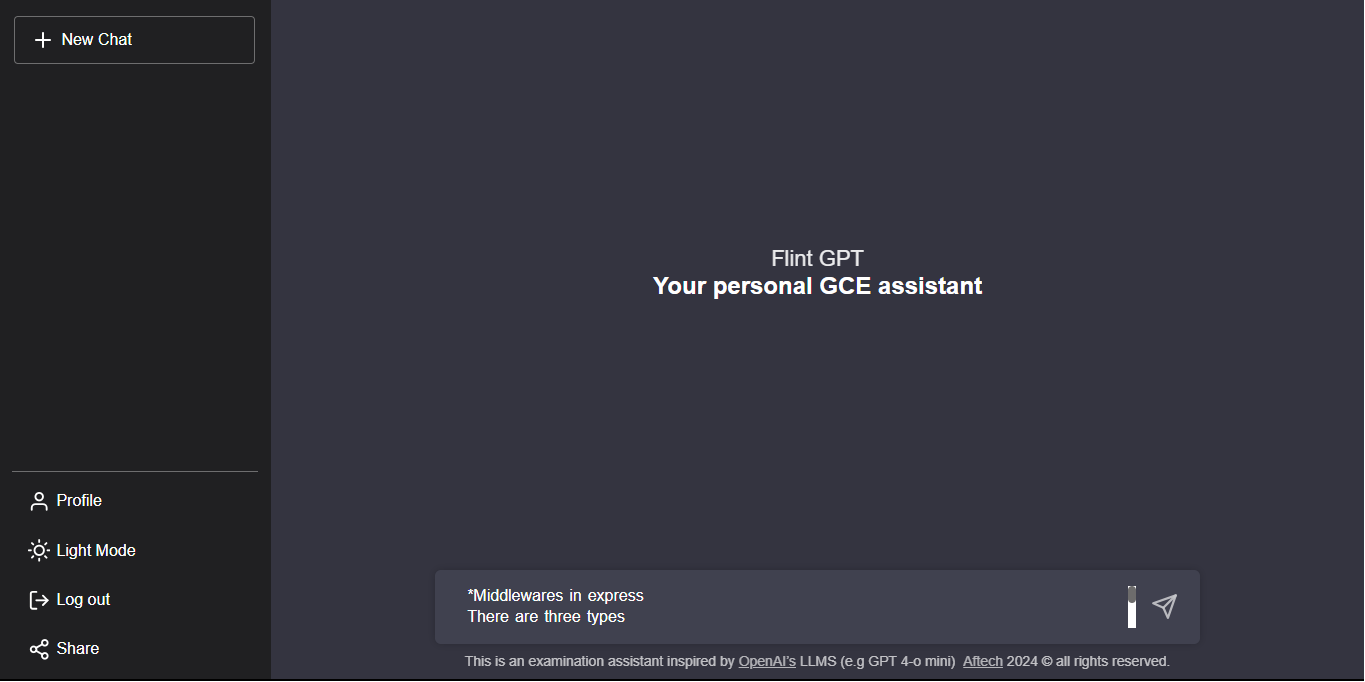 New Chat
Flint GPT
Your personal GCE assistant
Profile
Light Mode
Log out
Share
*Middlewares in express
There are three types
This is an examination assistant inspired by OpenAI's LLMS (e.g GPT 4-o mini) Aftech 2024 © all rights reserved.